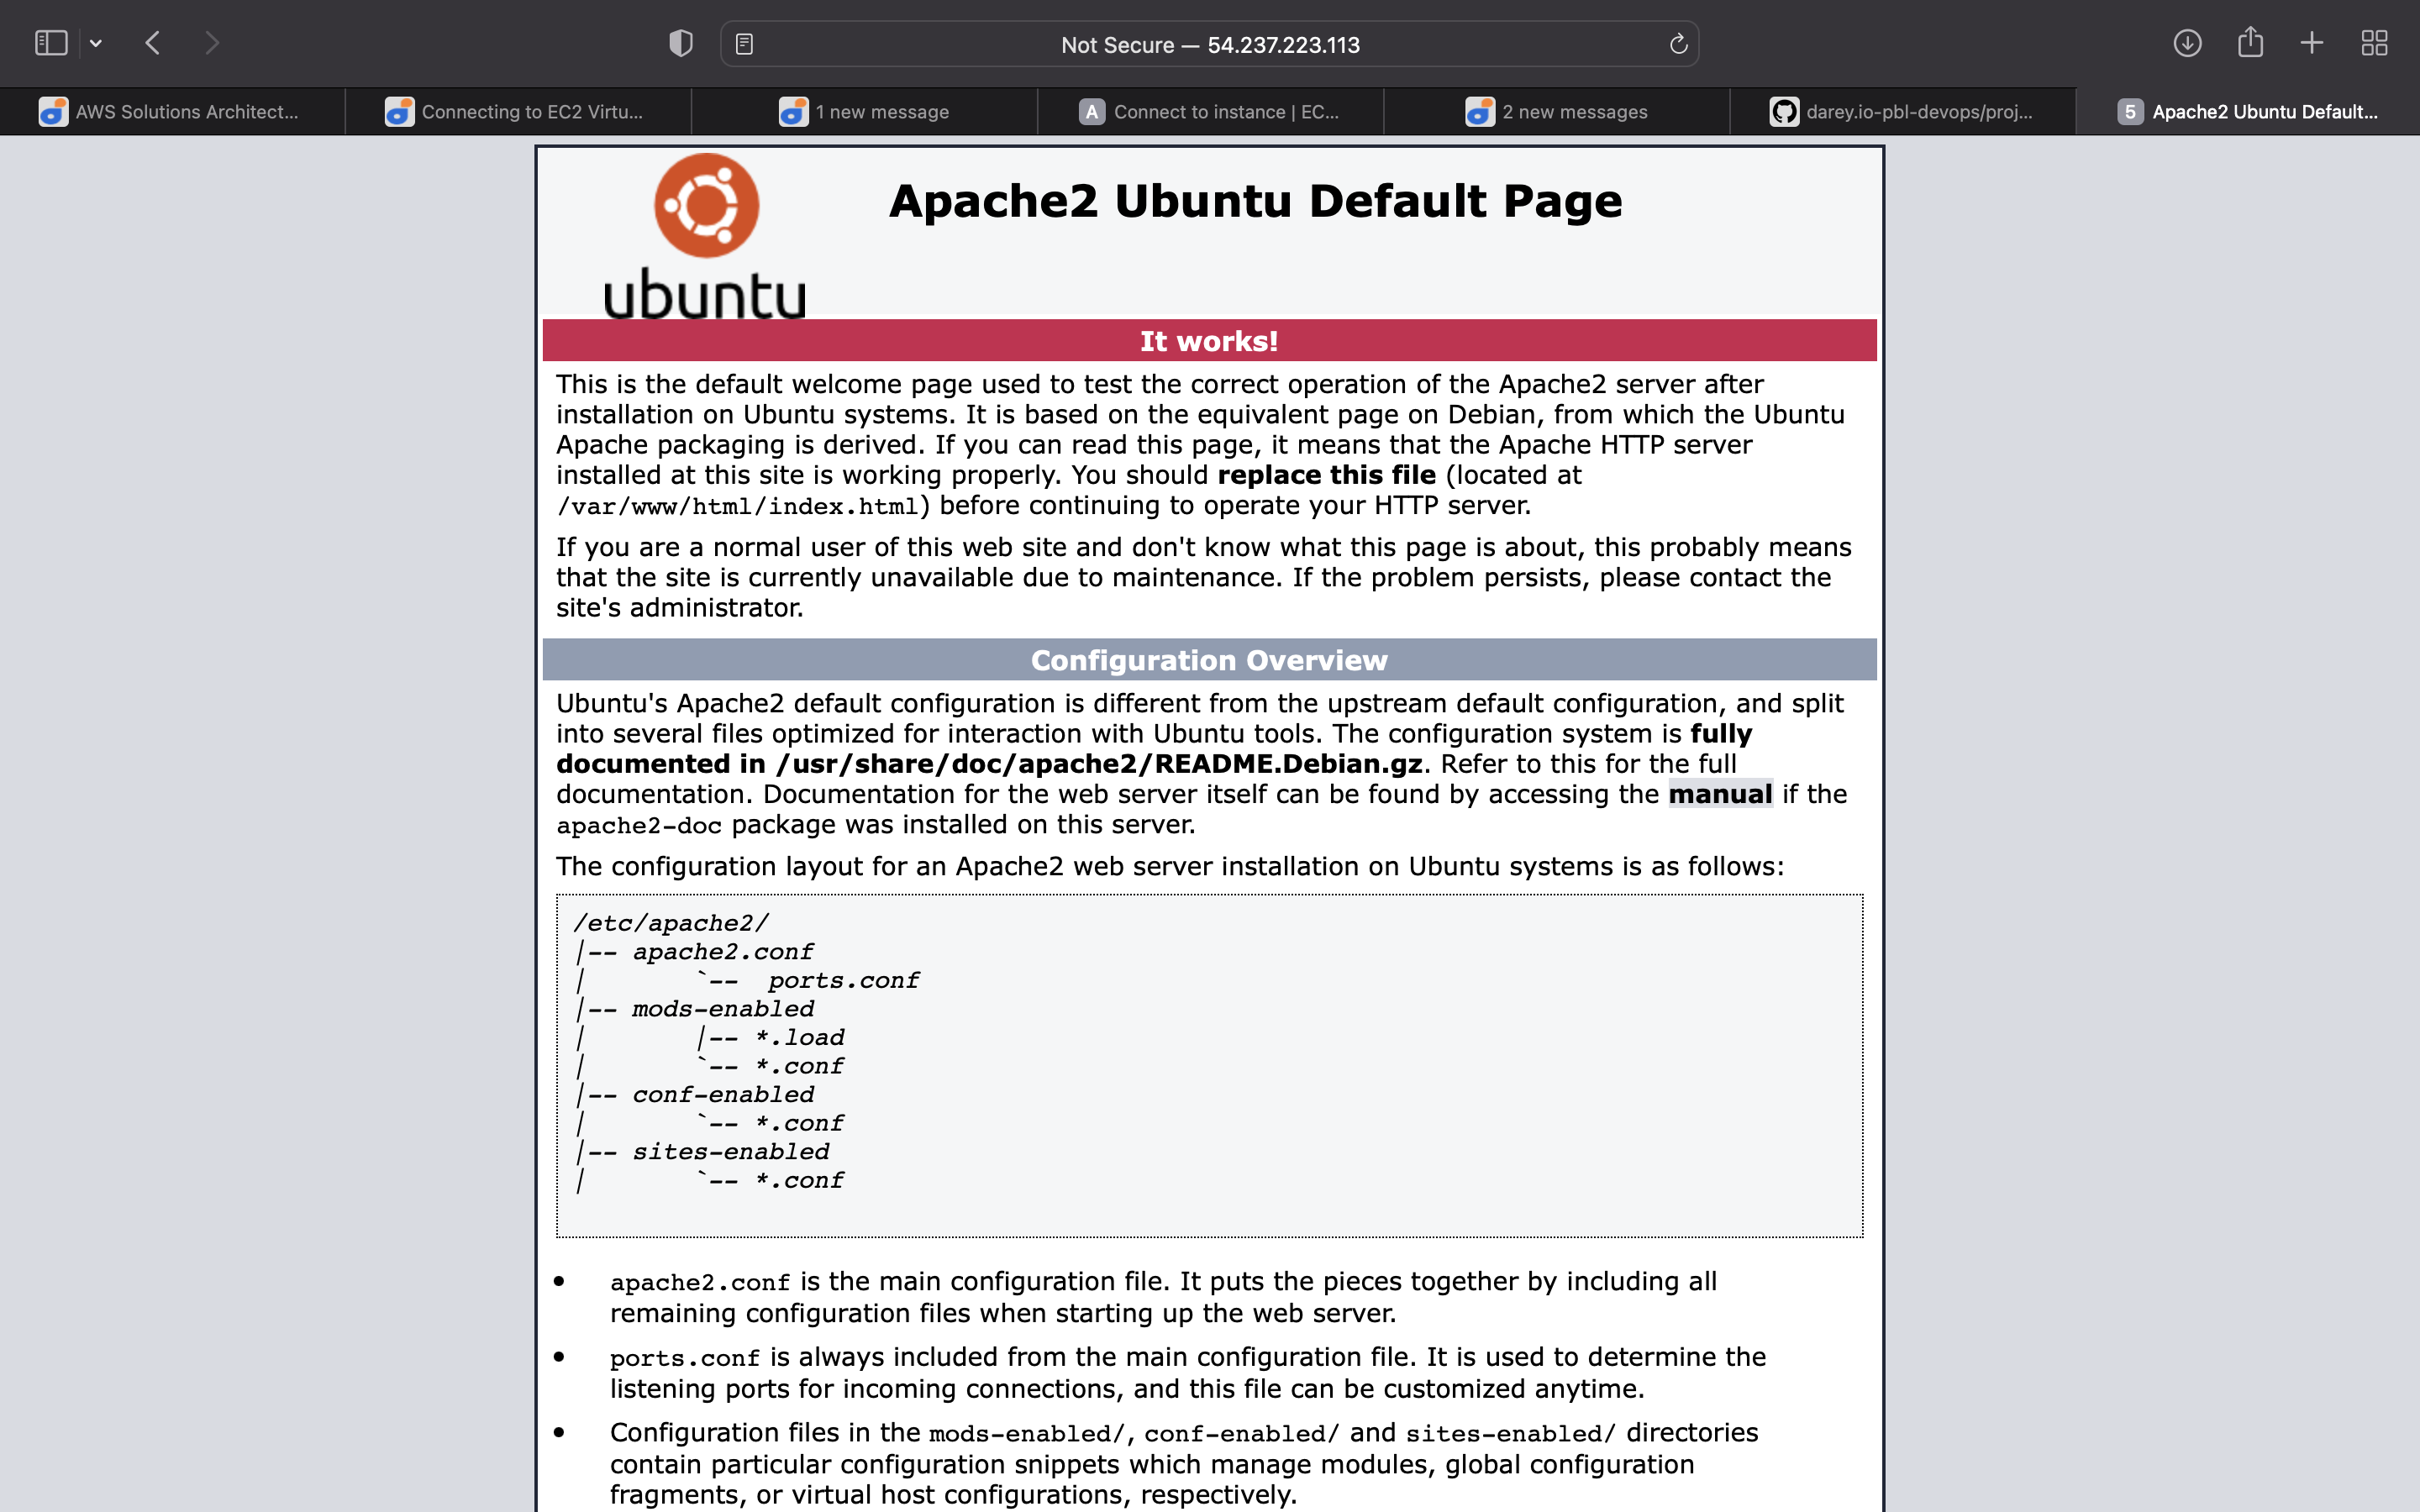 Not Secure — 54.237.223.113
AWS Solutions Architect...
Connecting to EC2 Virtu...
1 new message
A Connect to instance | EC...
2 new messages
darey.io-pbl-devops/proj...
5 Apache2 Ubuntu Default...
ubuntu
Apache2 Ubuntu Default Page
It works!
This is the default welcome page used to test the correct operation of the Apache2 server after
installation on Ubuntu systems. It is based on the equivalent page on Debian, from which the Ubuntu
Apache packaging is derived. If you can read this page, it means that the Apache HTTP server
installed at this site is working properly. You should replace this file (located at
/var/www/html/index.html) before continuing to operate your HTTP server.
If you are a normal user of this web site and don't know what this page is about, this probably means
that the site is currently unavailable due to maintenance. If the problem persists, please contact the
site's administrator.
Configuration Overview
Ubuntu's Apache2 default configuration is different from the upstream default configuration, and split
into several files optimized for interaction with Ubuntu tools. The configuration system is fully
documented in /usr/share/doc/apache2/README.Debian.gz. Refer to this for the full
documentation. Documentation for the web server itself can be found by accessing the manual if the
apache2-doc package was installed on this server.
The configuration layout for an Apache2 web server installation on Ubuntu systems is as follows:
/etc/apache2/
|-- apache2.conf
|       `--  ports.conf
|-- mods-enabled
|       |-- *.load
|       `-- *.conf
|-- conf-enabled
|       `-- *.conf
|-- sites-enabled
|       `-- *.conf
• apache2.conf is the main configuration file. It puts the pieces together by including all
remaining configuration files when starting up the web server.
• ports.conf is always included from the main configuration file. It is used to determine the
listening ports for incoming connections, and this file can be customized anytime.
• Configuration files in the mods-enabled/, conf-enabled/ and sites-enabled/ directories
contain particular configuration snippets which manage modules, global configuration
fragments, or virtual host configurations, respectively.